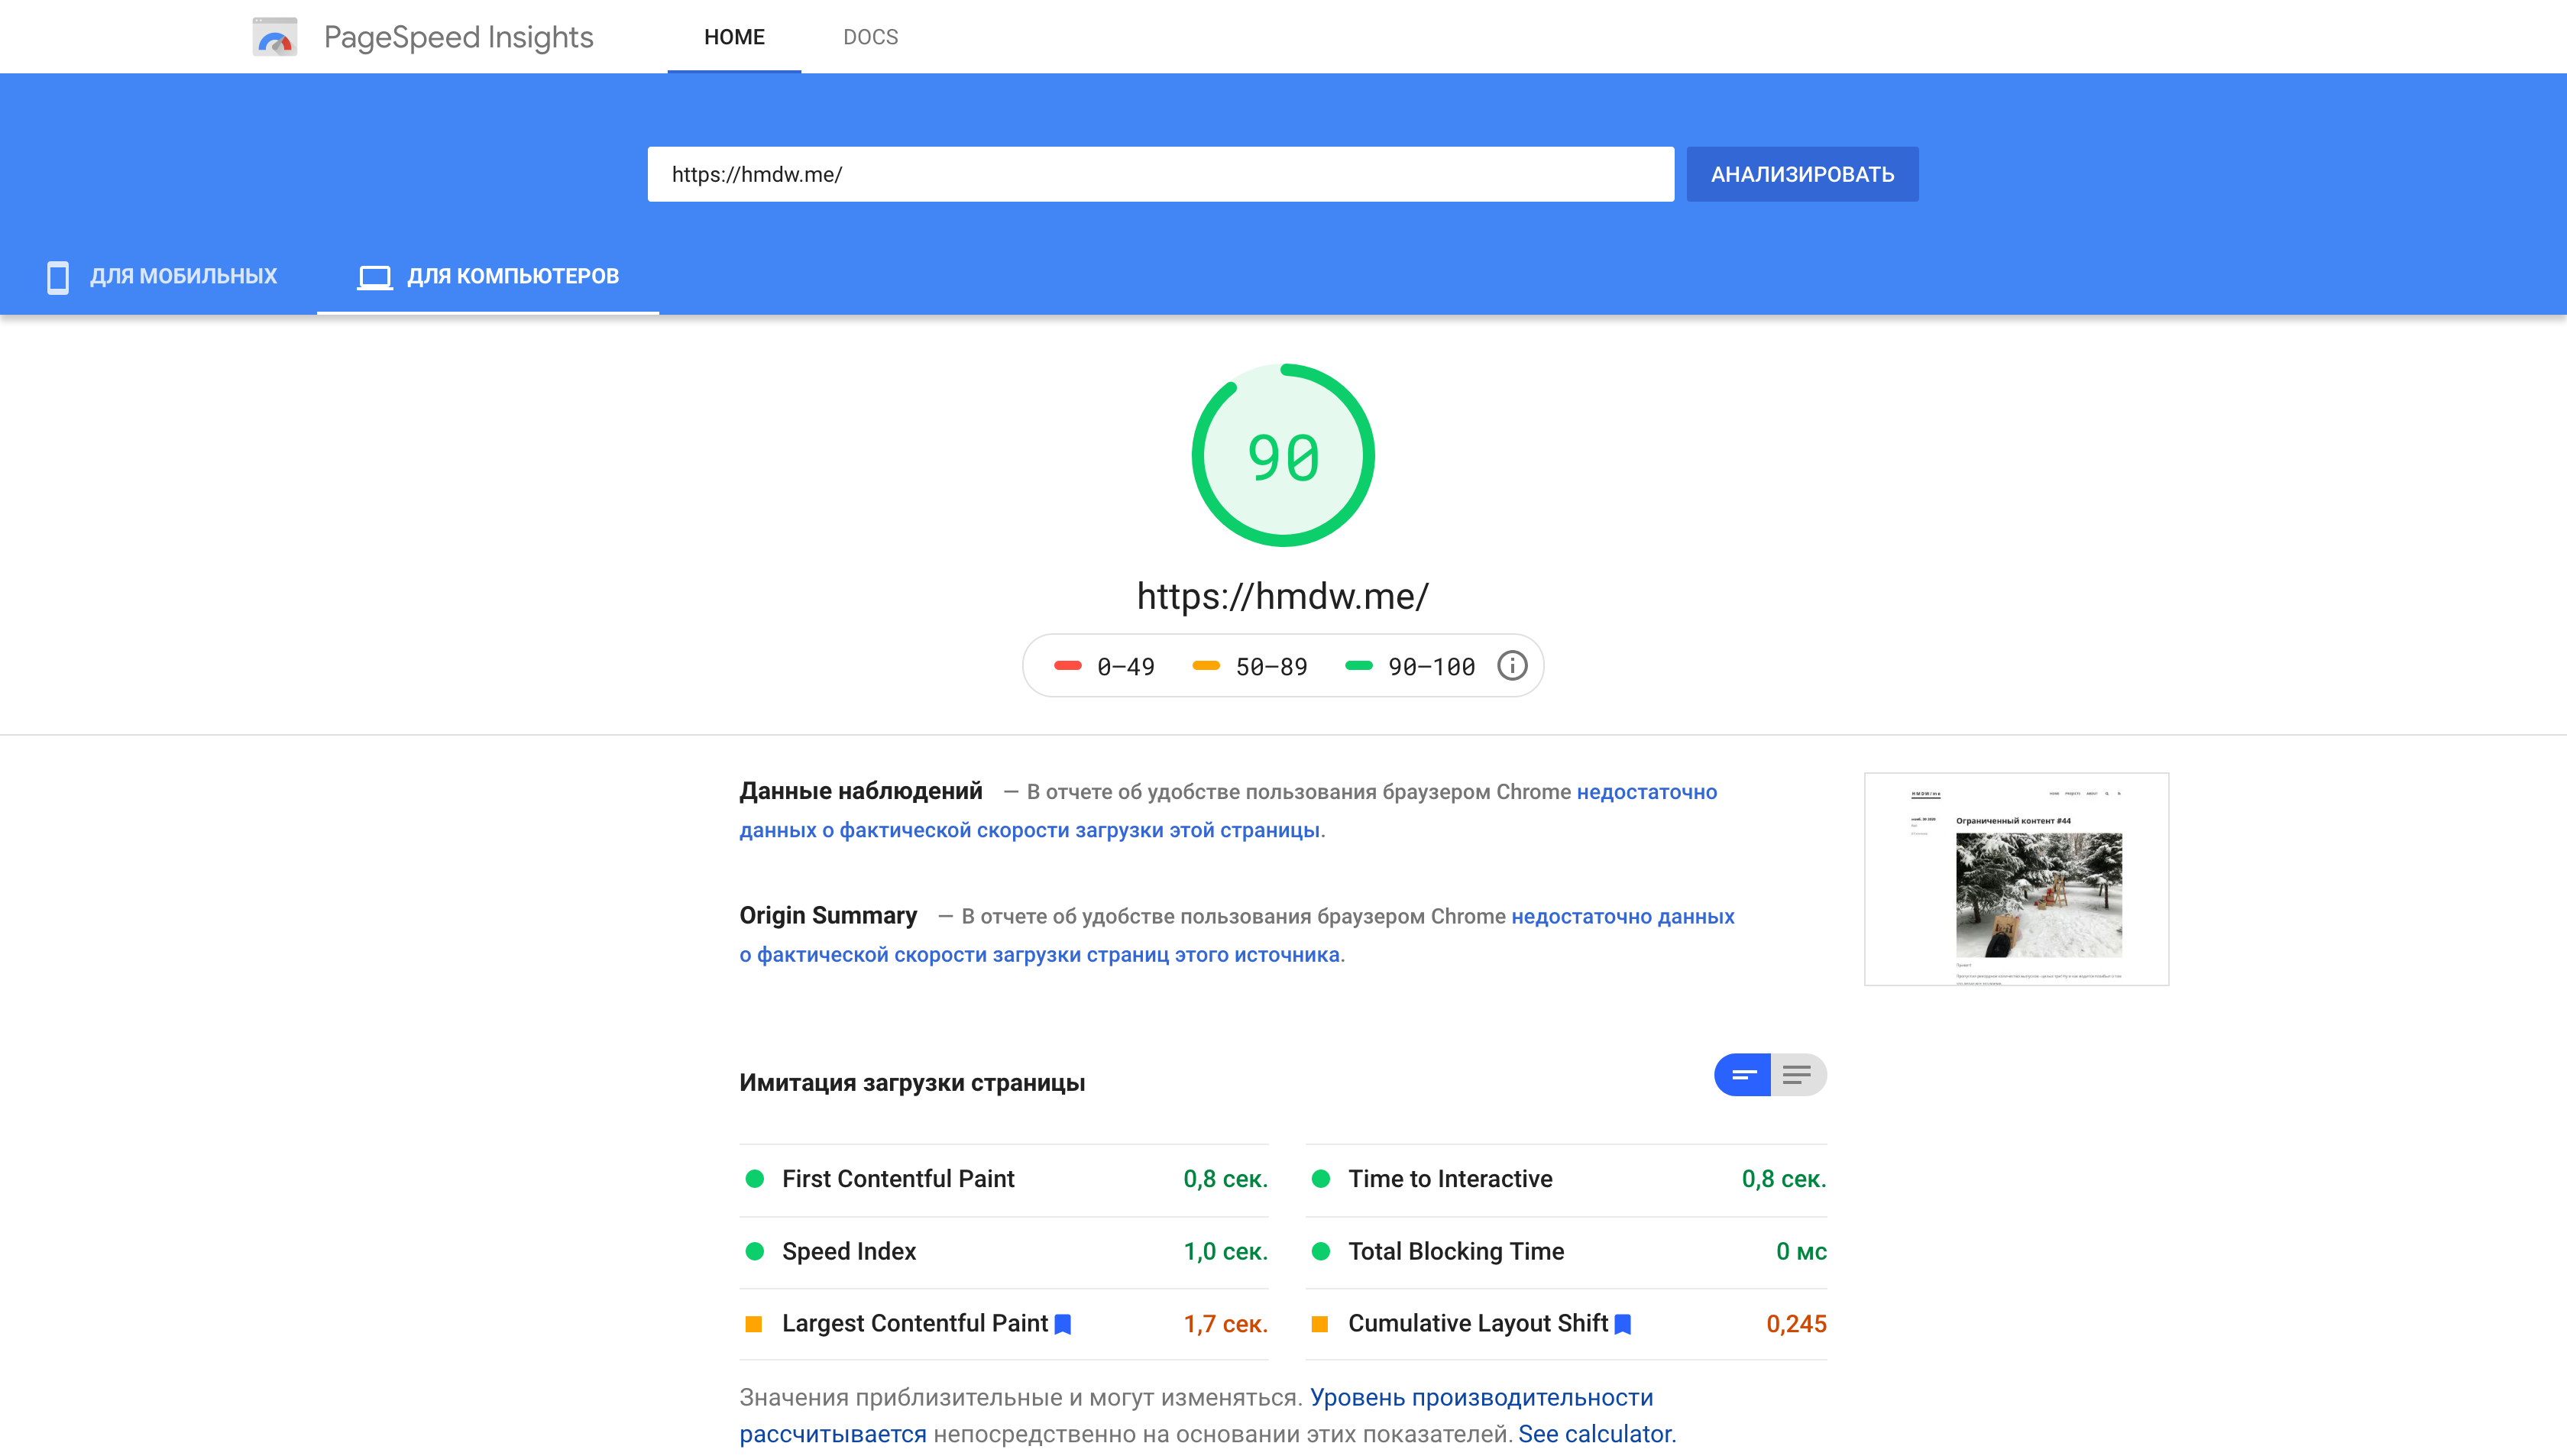 PageSpeed Insights
HOME
DOCS
https://hmdw.me/
АНАЛИЗИРОВАТЬ
ДЛЯ МОБИЛЬНЫХ
ДЛЯ КОМПЬЮТЕРОВ
90
https://hmdw.me/
0–49
50–89
90–100
Данные наблюдений — В отчете об удобстве пользования браузером Chrome недостаточно
данных о фактической скорости загрузки этой страницы.
HMDW/me
HOME PROJECTS ABOUT
Ограниченный контент #44
Origin Summary — В отчете об удобстве пользования браузером Chrome недостаточно данных
о фактической скорости загрузки страниц этого источника.
Имитация загрузки страницы
First Contentful Paint 0,8 сек.
Time to Interactive 0,8 сек.
Speed Index 1,0 сек.
Total Blocking Time 0 мс
Largest Contentful Paint 1,7 сек.
Cumulative Layout Shift 0,245
Значения приблизительные и могут изменяться. Уровень производительности
рассчитывается непосредственно на основании этих показателей. See calculator.